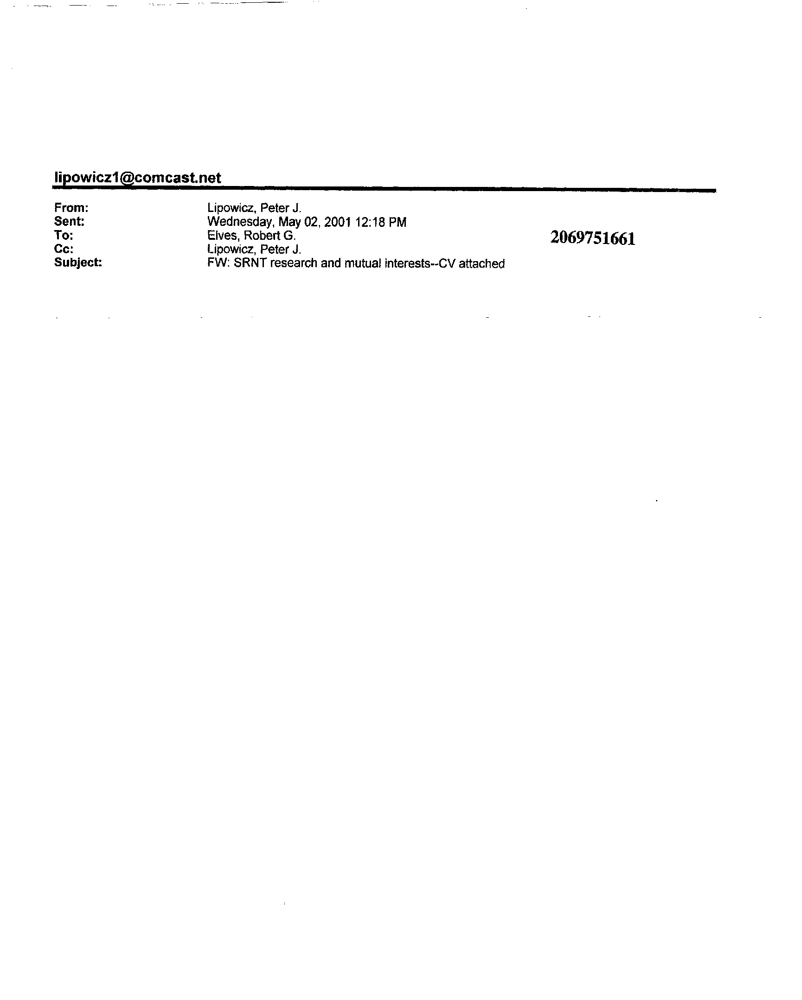 lipowicz1@comcast.net
From: Lipowicz, Peter J.
Sent: Wednesday, May 02, 2001 12:18 PM
To: Elves, Robert G.
2069751661
Cc: Lipowicz, Peter J.
Subject: FW: SRNT research and mutual interests--CV attached